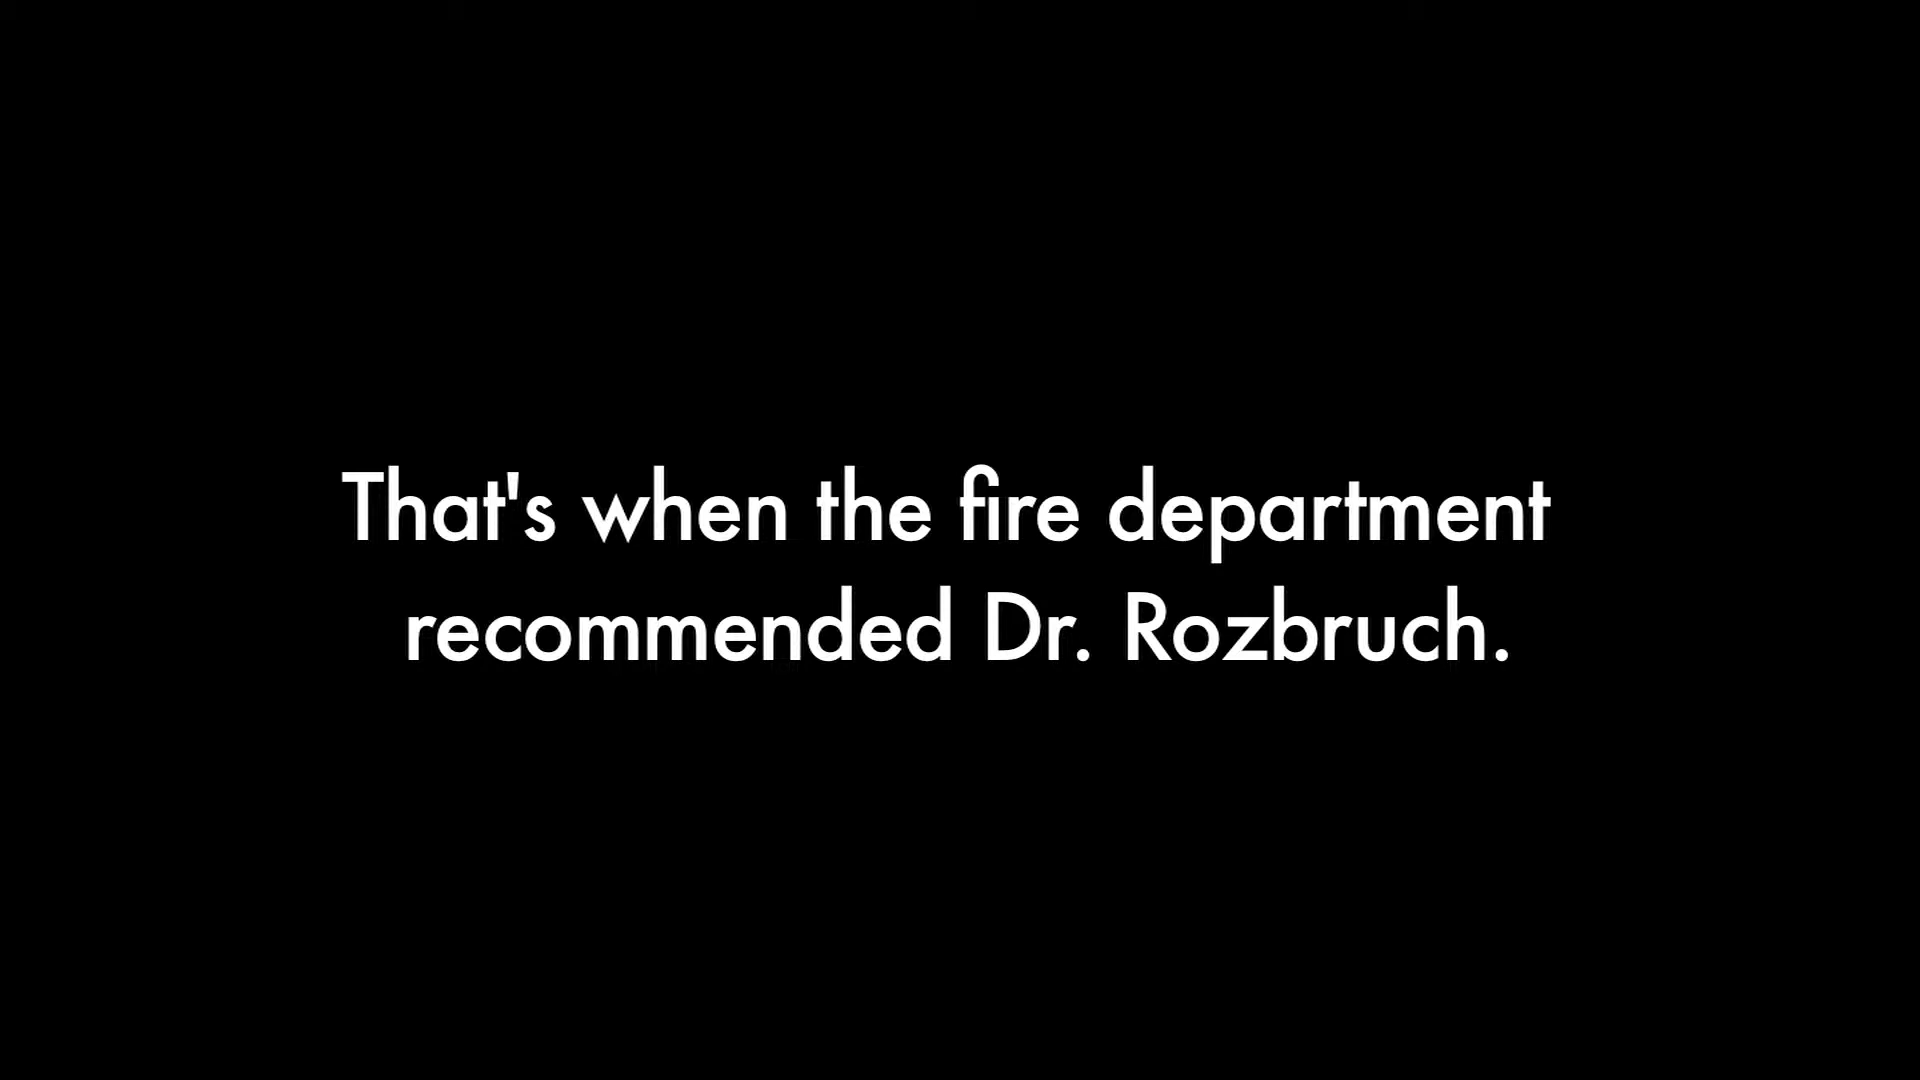 That's when the fire department
recommended Dr. Rozbruch.